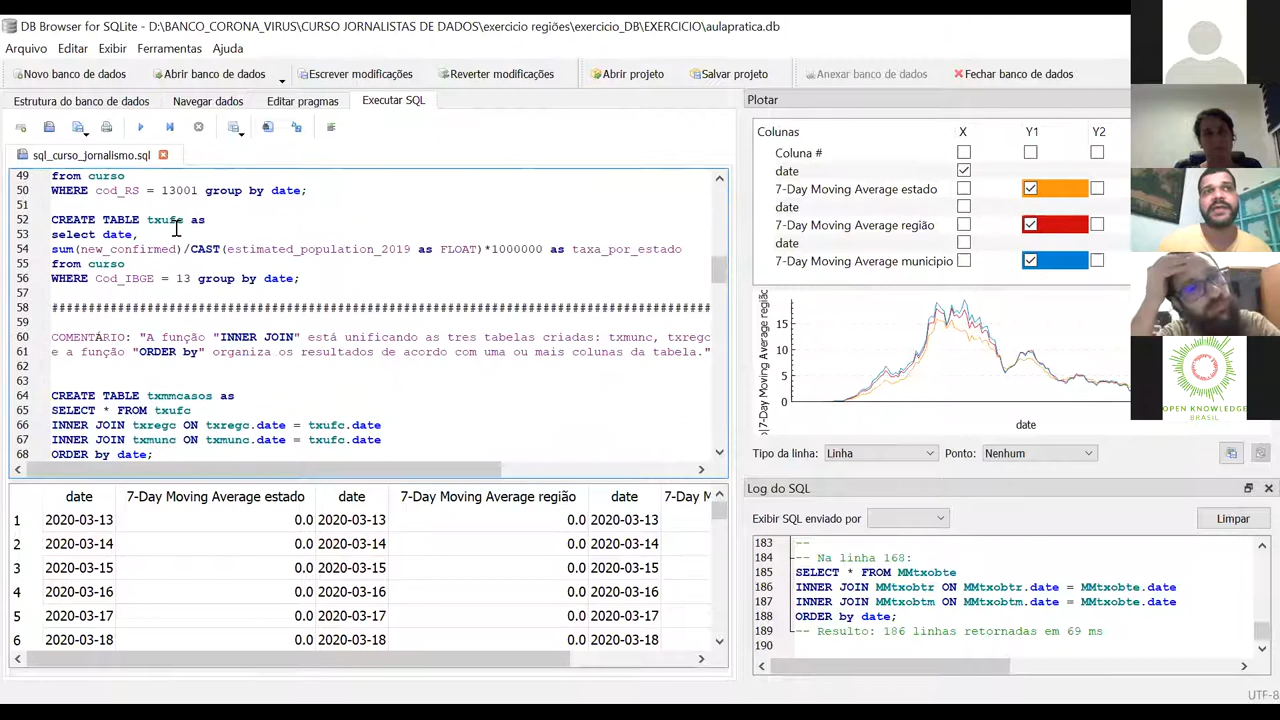 DB Browser for SQLite - D:\BANCO_CORONA_VIRUS\CURSO JORNALISTAS DE DADOS\exercicio regiões\exercicio_DB\EXERCICIO\aulapratica.db
Arquivo Editar Exibir Ferramentas Ajuda
Novo banco de dados Abrir banco de dados Escrever modificações Reverter modificações Abrir projeto Salvar projeto Anexar banco de dados Fechar banco de dados
Estrutura do banco de dados Navegar dados Editar pragmas Executar SQL
sql_curso_jornalismo.sql
49 from curso
50 WHERE cod_RS = 13001 group by date;
51
52 CREATE TABLE txufc as
53 select date,
54 sum(new_confirmed)/CAST(estimated_population_2019 as FLOAT)*1000000 as taxa_por_estado
55 from curso
56 WHERE Cod_IBGE = 13 group by date;
57
58 ##########################################################################################
59
60 COMENTÁRIO: "A função "INNER JOIN" está unificando as três tabelas criadas: txmunc, txregc
61 e a função "ORDER by" organiza os resultados de acordo com uma ou mais colunas da tabela."
62
63
64 CREATE TABLE txmmcasos as
65 SELECT * FROM txufc
66 INNER JOIN txregc ON txregc.date = txufc.date
67 INNER JOIN txmunc ON txmunc.date = txufc.date
68 ORDER by date;
date 7-Day Moving Average estado date 7-Day Moving Average região date 7-Day M
1 2020-03-13 0.0 2020-03-13 0.0 2020-03-13
2 2020-03-14 0.0 2020-03-14 0.0 2020-03-14
3 2020-03-15 0.0 2020-03-15 0.0 2020-03-15
4 2020-03-16 0.0 2020-03-16 0.0 2020-03-16
5 2020-03-17 0.0 2020-03-17 0.0 2020-03-17
6 2020-03-18 0.0 2020-03-18 0.0 2020-03-18
Plotar
Colunas X Y1 Y2
Coluna #
date
7-Day Moving Average estado
date
7-Day Moving Average região
date
7-Day Moving Average municipio
7-Day Moving Average região
15
10
5
0
date
Tipo da linha: Linha Ponto: Nenhum
Log do SQL
Exibir SQL enviado por Limpar
183 --
184 -- Na linha 168:
185 SELECT * FROM MMtxobte
186 INNER JOIN MMtxobtr ON MMtxobtr.date = MMtxobte.date
187 INNER JOIN MMtxobtm ON MMtxobtm.date = MMtxobte.date
188 ORDER by date;
189 -- Resulto: 186 linhas retornadas em 69 ms
190
UTF-8
OPEN KNOWLEDGE
BRASIL